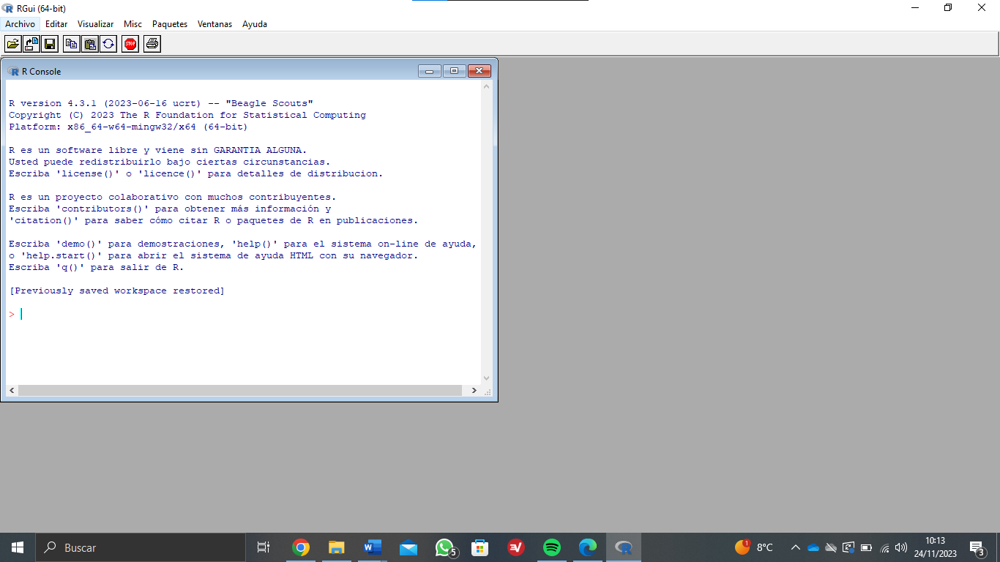 RGui (64-bit)
Archivo Editar Visualizar Misc Paquetes Ventanas Ayuda
STOP
R Console
R version 4.3.1 (2023-06-16 ucrt) -- "Beagle Scouts"
Copyright (C) 2023 The R Foundation for Statistical Computing
Platform: x86_64-w64-mingw32/x64 (64-bit)
R es un software libre y viene sin GARANTIA ALGUNA.
Usted puede redistribuirlo bajo ciertas circunstancias.
Escriba 'license()' o 'licence()' para detalles de distribucion.
R es un proyecto colaborativo con muchos contribuyentes.
Escriba 'contributors()' para obtener más información y
'citation()' para saber cómo citar R o paquetes de R en publicaciones.
Escriba 'demo()' para demostraciones, 'help()' para el sistema on-line de ayuda,
o 'help.start()' para abrir el sistema de ayuda HTML con su navegador.
Escriba 'q()' para salir de R.
[Previously saved workspace restored]
>
Buscar
5
1
8°C
10:13
24/11/2023
3